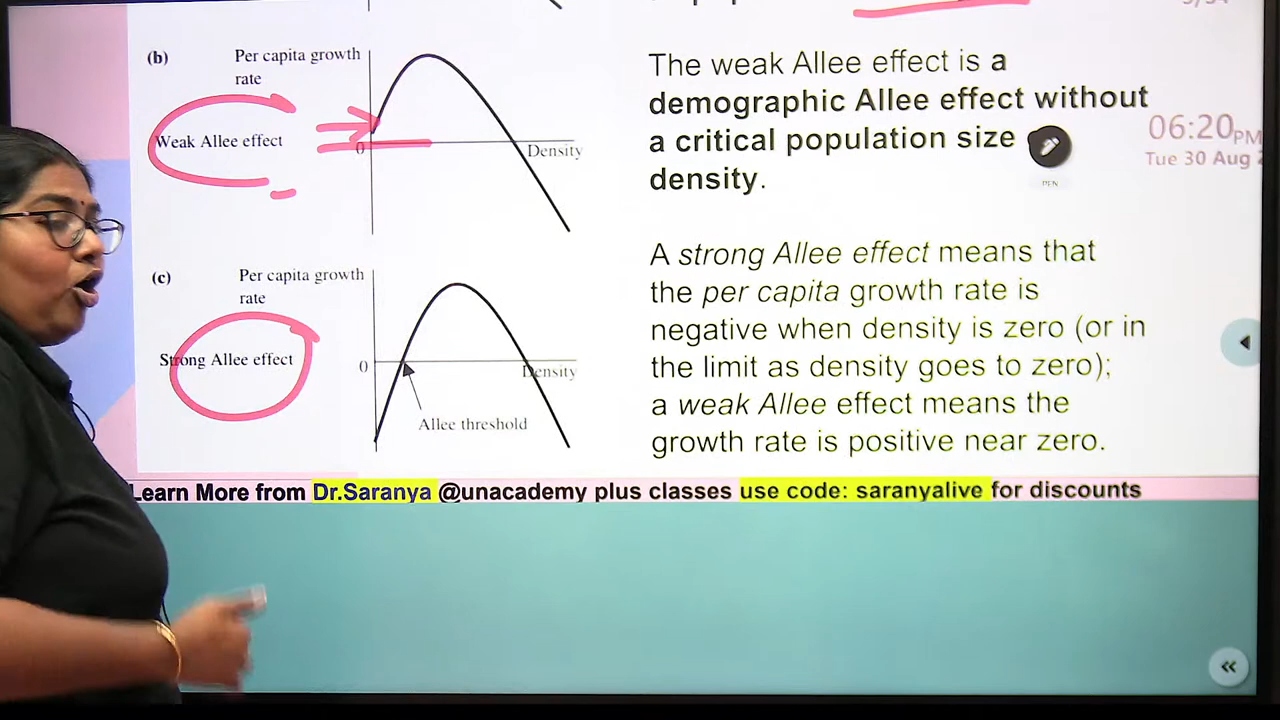 (b)
Per capita growth
rate
Weak Allee effect
0
Density
The weak Allee effect is a
demographic Allee effect without
a critical population size
density.
PEN
06:20PM
Tue 30 Aug
(c)
Per capita growth
rate
Strong Allee effect
0
Density
Allee threshold
A strong Allee effect means that
the per capita growth rate is
negative when density is zero (or in
the limit as density goes to zero);
a weak Allee effect means the
growth rate is positive near zero.
Learn More from Dr.Saranya @unacademy plus classes use code: saranyalive for discounts